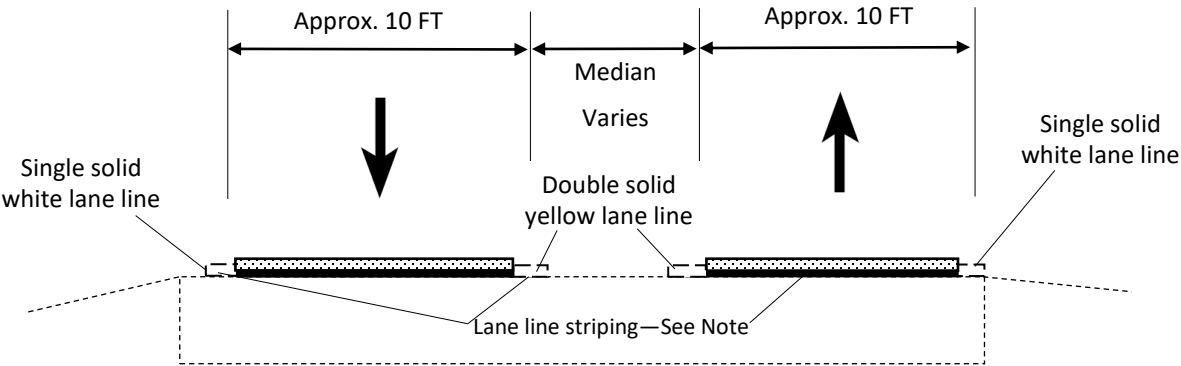 Approx. 10 FT
Approx. 10 FT
Median
Varies
Single solid
white lane line
Single solid
white lane line
Double solid
yellow lane line
Lane line striping—See Note